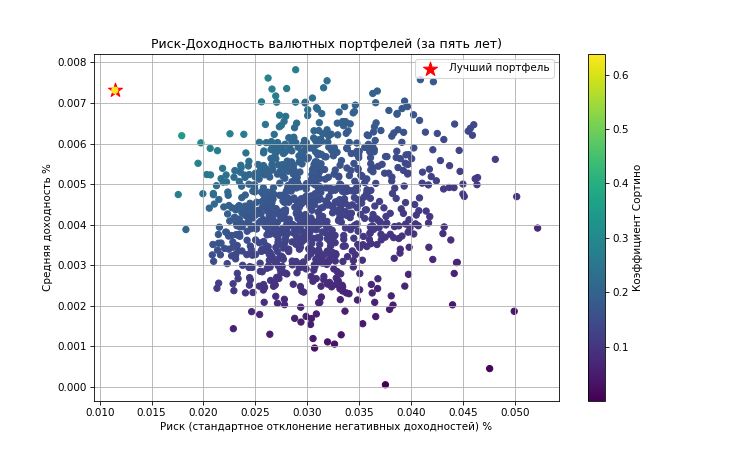 Риск-Доходность валютных портфелей (за пять лет)
Лучший портфель
0.008
0.007
0.006
0.005
0.004
0.003
0.002
0.001
0.000
Средняя доходность %
0.010 0.015 0.020 0.025 0.030 0.035 0.040 0.045 0.050
Риск (стандартное отклонение негативных доходностей) %
0.6
0.5
0.4
0.3
0.2
0.1
Коэффициент Сортино